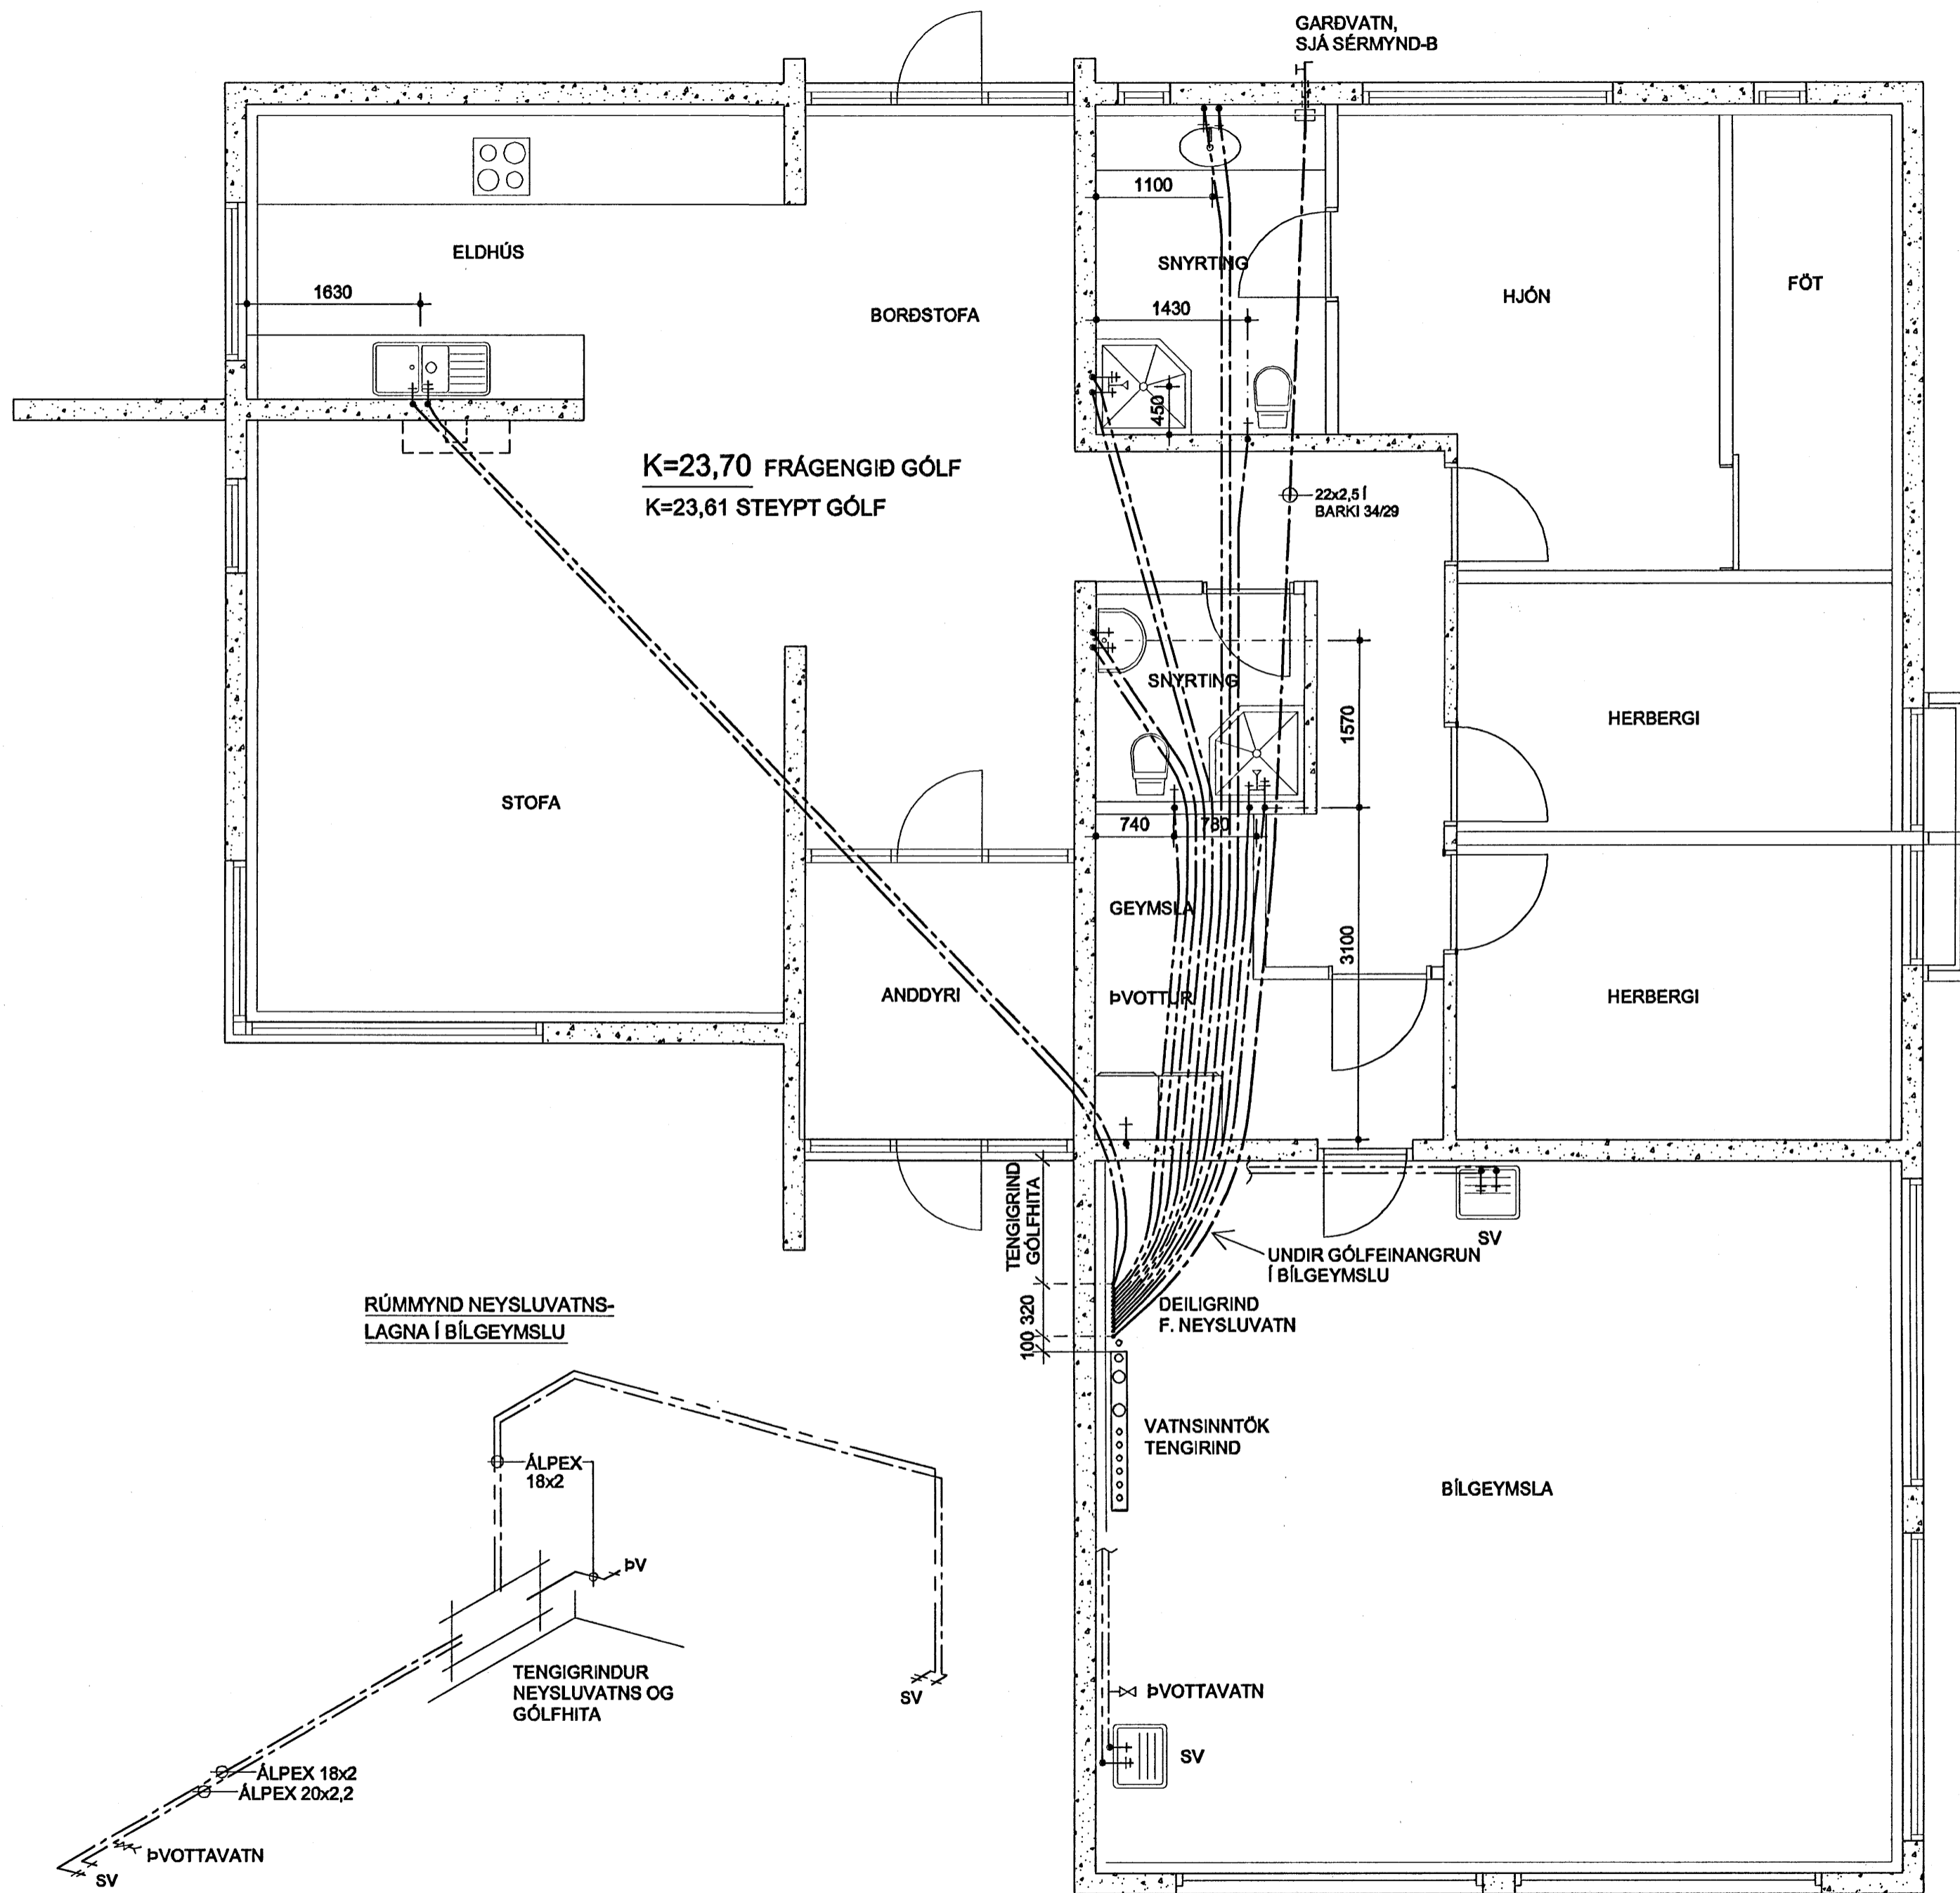 GARÐVATN,
SJÁ SÉRMYND-B
1100
ELDHÚS
SNYRTING
1630
HJÓN
FÖT
BORÐSTOFA
1430
450
K=23,70 FRÁGENGIÐ GÓLF
K=23,61 STEYPT GÓLF
22x2,5 Í
BARKI 34/29
SNYRTING
1570
HERBERGI
STOFA
740
780
GEYMSLA
3100
ÞVOTTUR
ANDDYRI
HERBERGI
TENGIGRIND
GÓLFHITA
SV
UNDIR GÓLFEINANGRUN
Í BÍLGEYMSLU
320
100
DEILIGRIND
F. NEYSLUVATN
RÚMMYND NEYSLUVATNS-
LAGNA Í BÍLGEYMSLU
VATNSINNTÖK
TENGIRIND
ÁLPEX
18x2
BÍLGEYMSLA
ÞV
TENGIGRINDUR
NEYSLUVATNS OG
GÓLFHITA
SV
ÞVOTTAVATN
SV
ÁLPEX 18x2
ÁLPEX 20x2,2
ÞVOTTAVATN
SV